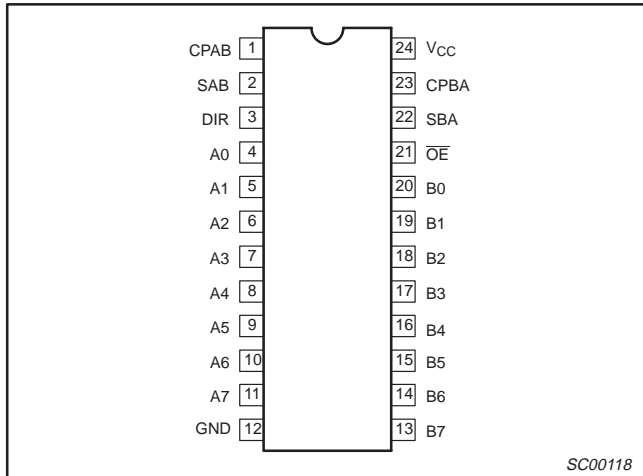 CPAB 1 24 VCC
SAB 2 23 CPBA
DIR 3 22 SBA
A0 4 21 O̅E̅
A1 5 20 B0
A2 6 19 B1
A3 7 18 B2
A4 8 17 B3
A5 9 16 B4
A6 10 15 B5
A7 11 14 B6
GND 12 13 B7
SC00118